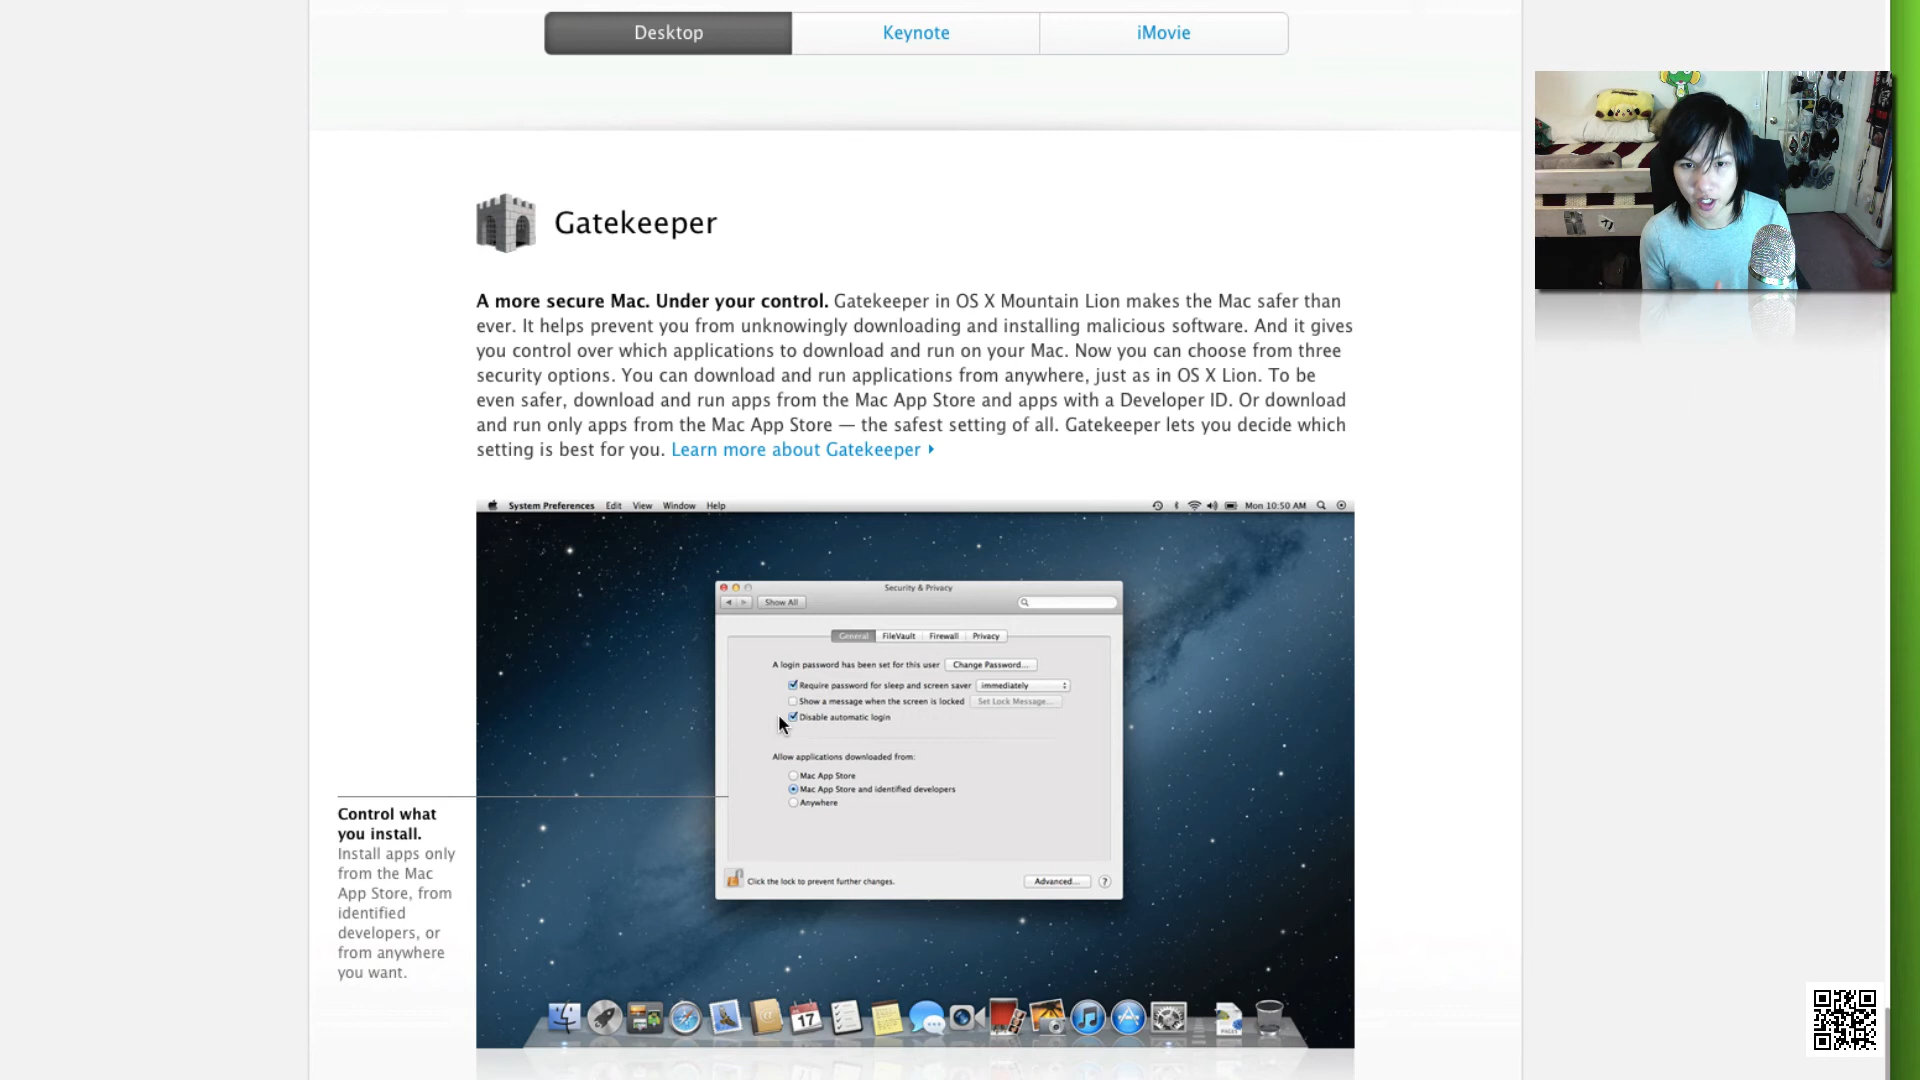 Desktop
Keynote
iMovie
Gatekeeper
A more secure Mac. Under your control. Gatekeeper in OS X Mountain Lion makes the Mac safer than
ever. It helps prevent you from unknowingly downloading and installing malicious software. And it gives
you control over which applications to download and run on your Mac. Now you can choose from three
security options. You can download and run applications from anywhere, just as in OS X Lion. To be
even safer, download and run apps from the Mac App Store and apps with a Developer ID. Or download
and run only apps from the Mac App Store — the safest setting of all. Gatekeeper lets you decide which
setting is best for you. Learn more about Gatekeeper
System Preferences Edit View Window Help
Mon 10:50 AM
Security & Privacy
Show All
General FileVault Firewall Privacy
A login password has been set for this user Change Password...
Require password for sleep and screen saver immediately
Show a message when the screen is locked Set Lock Message...
Disable automatic login
Allow applications downloaded from:
Mac App Store
Mac App Store and identified developers
Anywhere
Click the lock to prevent further changes.
Advanced...
?
Control what
you install.
Install apps only
from the Mac
App Store, from
identified
developers, or
from anywhere
you want.
17
PAGES